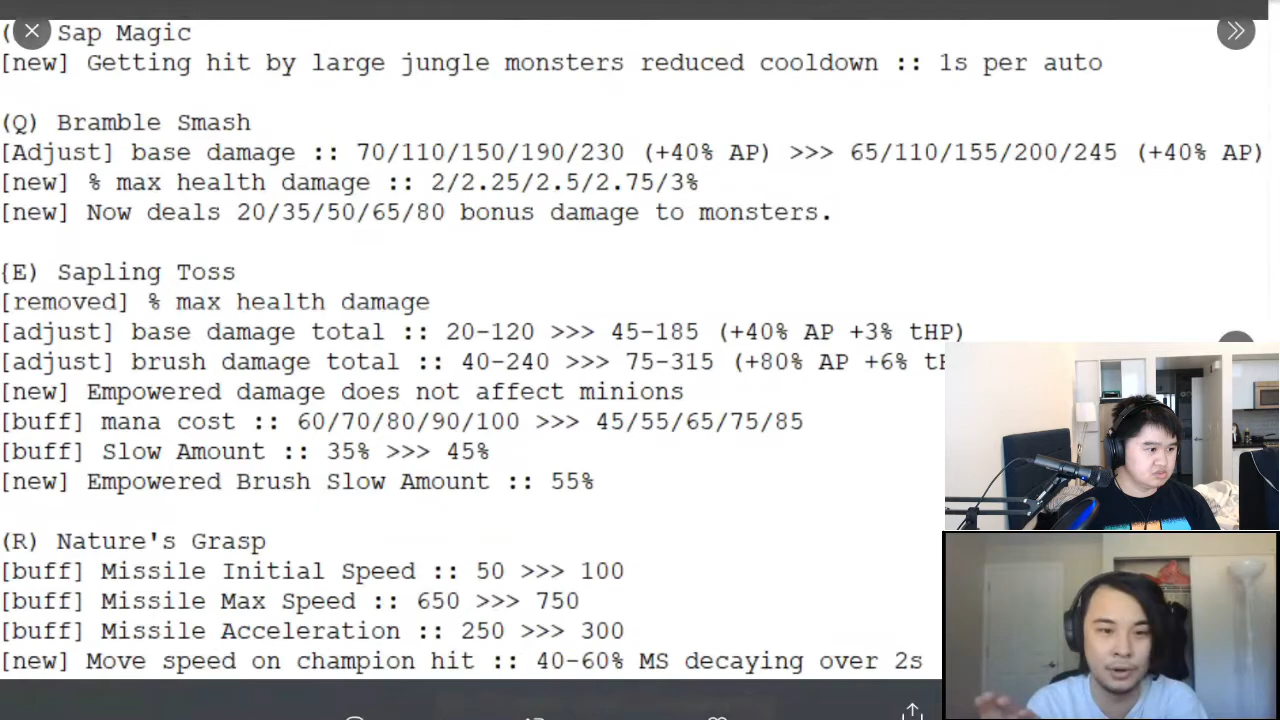 ( Sap Magic
[new] Getting hit by large jungle monsters reduced cooldown :: 1s per auto
(Q) Bramble Smash
[Adjust] base damage :: 70/110/150/190/230 (+40% AP) >>> 65/110/155/200/245 (+40% AP)
[new] % max health damage :: 2/2.25/2.5/2.75/3%
[new] Now deals 20/35/50/65/80 bonus damage to monsters.
{E) Sapling Toss
[removed] % max health damage
[adjust] base damage total :: 20-120 >>> 45-185 (+40% AP +3% tHP)
[adjust] brush damage total :: 40-240 >>> 75-315 (+80% AP +6%
[new] Empowered damage does not affect minions
[buff] mana cost :: 60/70/80/90/100 >>> 45/55/65/75/85
[buff] Slow Amount :: 35% >>> 45%
[new] Empowered Brush Slow Amount :: 55%
(R) Nature's Grasp
[buff] Missile Initial Speed :: 50 >>> 100
[buff] Missile Max Speed :: 650 >>> 750
[buff] Missile Acceleration :: 250 >>> 300
[new] Move speed on champion hit :: 40-60% MS decaying over 2s